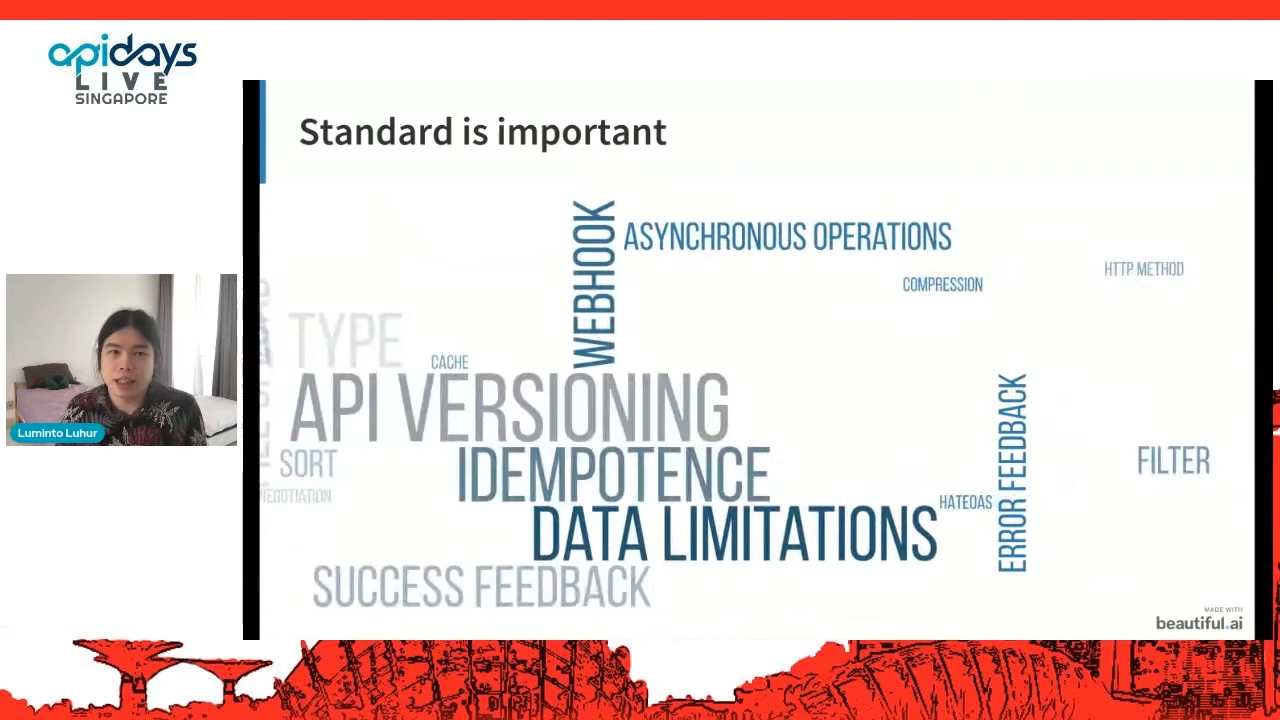 apidays
LIVE
SINGAPORE
Standard is important
WEBHOOK
ASYNCHRONOUS OPERATIONS
HTTP METHOD
COMPRESSION
TYPE
CACHE
API VERSIONING
ERROR FEEDBACK
SORT
IDEMPOTENCE
FILTER
NEGOTIATION
HATEOAS
DATA LIMITATIONS
SUCCESS FEEDBACK
Luminto Luhur
MADE WITH
beautiful.ai